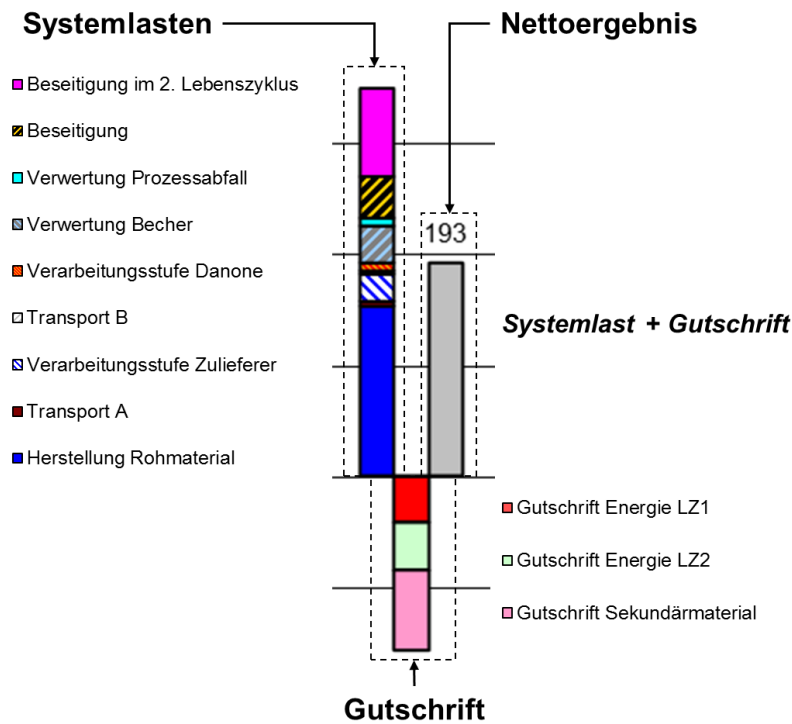 Systemlasten
Nettoergebnis
Beseitigung im 2. Lebenszyklus
Beseitigung
Verwertung Prozessabfall
Verwertung Becher
Verarbeitungsstufe Danone
Transport B
Verarbeitungsstufe Zulieferer
Transport A
Herstellung Rohmaterial
193
Systemlast + Gutschrift
Gutschrift Energie LZ1
Gutschrift Energie LZ2
Gutschrift Sekundärmaterial
Gutschrift